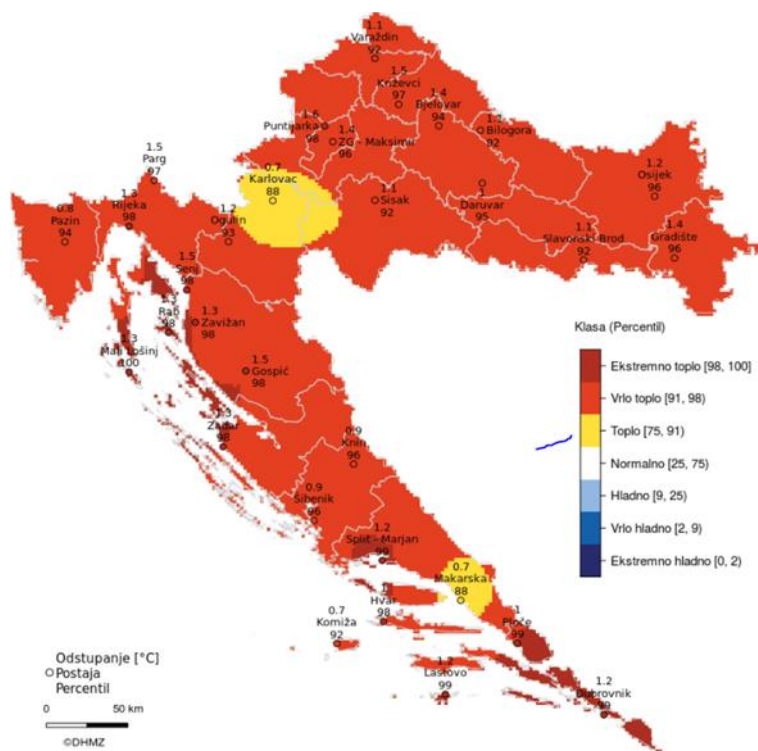 1.1
Varaždin
92
1.5
Križevci
97
1.4
Bjelovar
94
1.6
Puntijarka
98
1.4
ZG - Maksimir
96
1.2
Bilogora
92
1.5
Parg
97
0.7
Karlovac
88
1.2
Osijek
96
1.3
Rijeka
98
0.8
Pazin
94
1.2
Ogulin
93
1.1
Sisak
92
1
Daruvar
95
1.1
Slavonski Brod
92
1.4
Gradište
96
1.5
Senj
98
1.3
Rab
98
1.3
Zavižan
98
1.3
Mali Lošinj
100
1.5
Gospić
98
1.3
Zadar
98
0.9
Knin
96
0.9
Šibenik
96
1.2
Split - Marjan
99
0.7
Makarska
88
1
Hvar
98
0.7
Komiža
92
1
Ploče
99
1.2
Lastovo
99
1.2
Dubrovnik
99
Klasa (Percentil)
Ekstremno toplo [98, 100]
Vrlo toplo [91, 98)
Toplo [75, 91)
Normalno [25, 75)
Hladno [9, 25)
Vrlo hladno [2, 9)
Ekstremno hladno [0, 2)
Odstupanje [°C]
Postaja
Percentil
0 50 km
©DHMZ